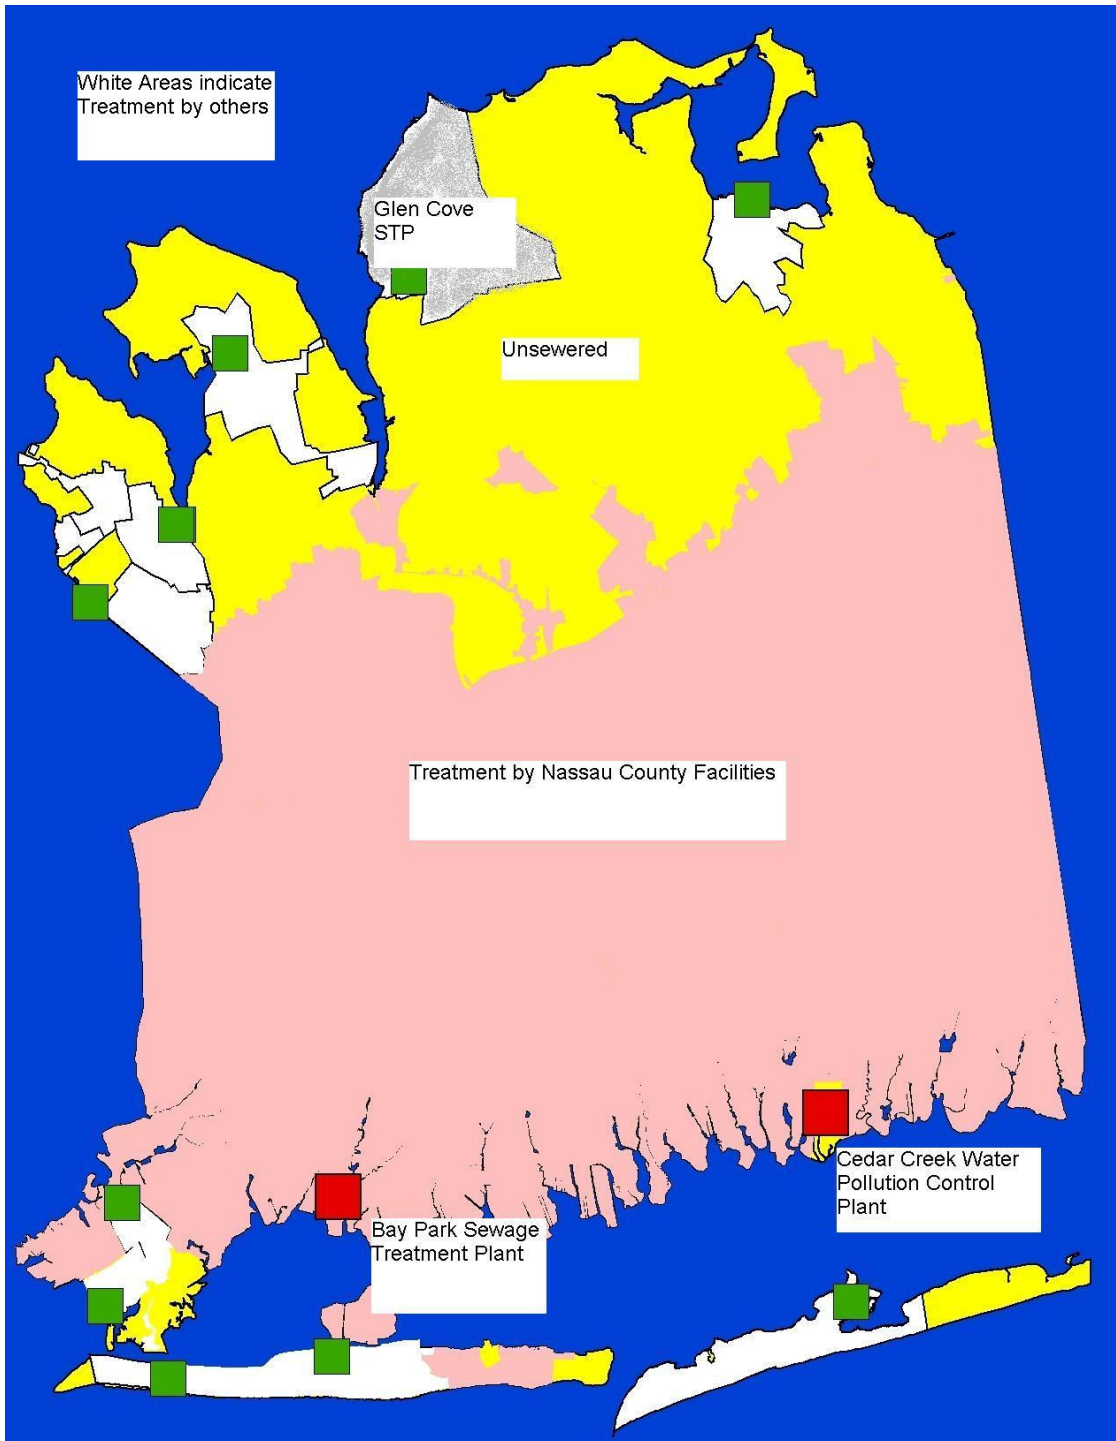 White Areas indicate
Treatment by others
Glen Cove
STP
Unsewered
Treatment by Nassau County Facilities
Cedar Creek Water
Pollution Control
Plant
Bay Park Sewage
Treatment Plant